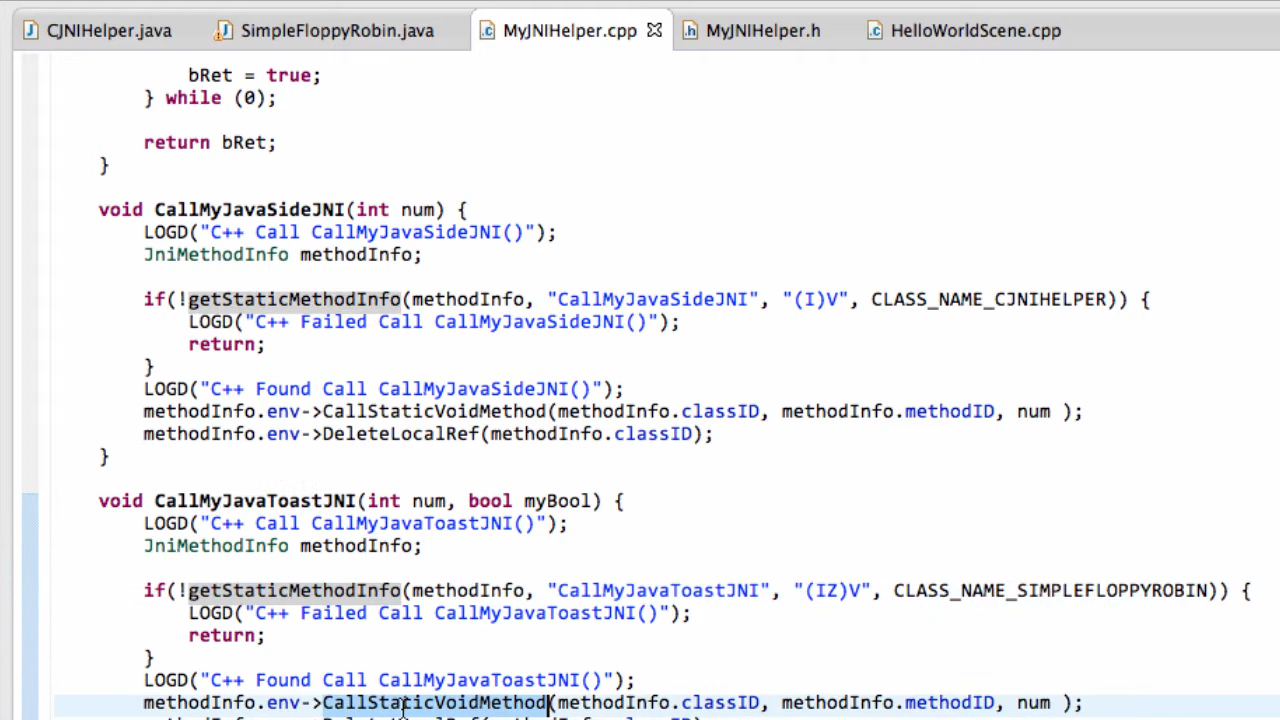 CJNIHelper.java SimpleFloppyRobin.java MyJNIHelper.cpp MyJNIHelper.h HelloWorldScene.cpp
bRet = true;
} while (0);
return bRet;
}
void CallMyJavaSideJNI(int num) {
LOGD("C++ Call CallMyJavaSideJNI()");
JniMethodInfo methodInfo;
if(!getStaticMethodInfo(methodInfo, "CallMyJavaSideJNI", "(I)V", CLASS_NAME_CJNIHELPER)) {
LOGD("C++ Failed Call CallMyJavaSideJNI()");
return;
}
LOGD("C++ Found Call CallMyJavaSideJNI()");
methodInfo.env->CallStaticVoidMethod(methodInfo.classID, methodInfo.methodID, num );
methodInfo.env->DeleteLocalRef(methodInfo.classID);
}
void CallMyJavaToastJNI(int num, bool myBool) {
LOGD("C++ Call CallMyJavaToastJNI()");
JniMethodInfo methodInfo;
if(!getStaticMethodInfo(methodInfo, "CallMyJavaToastJNI", "(IZ)V", CLASS_NAME_SIMPLEFLOPPYROBIN)) {
LOGD("C++ Failed Call CallMyJavaToastJNI()");
return;
}
LOGD("C++ Found Call CallMyJavaToastJNI()");
methodInfo.env->CallStaticVoidMethod(methodInfo.classID, methodInfo.methodID, num );